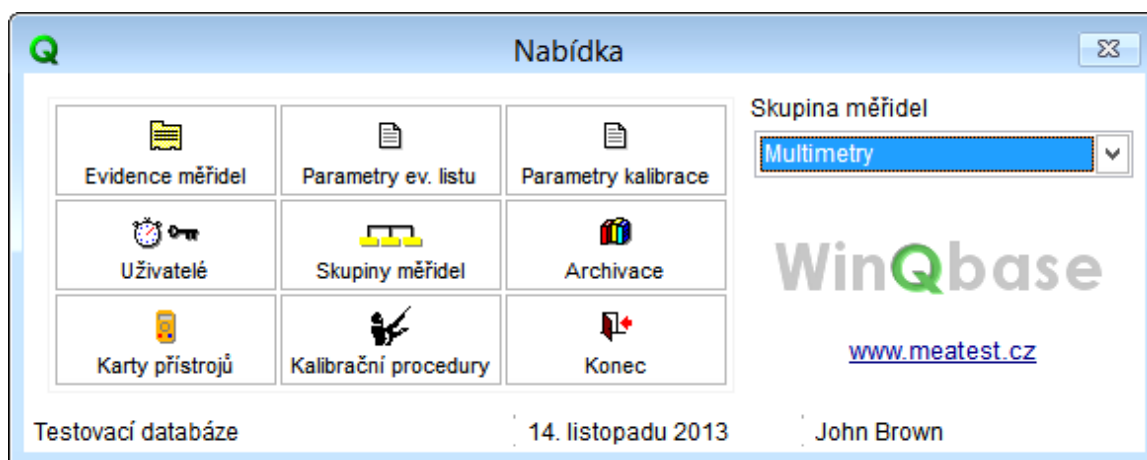 Nabídka
Evidence měřidel
Parametry ev. listu
Parametry kalibrace
Skupina měřidel
Multimetry
Uživatelé
Skupiny měřidel
Archivace
WinQbase
Karty přístrojů
Kalibrační procedury
Konec
www.meatest.cz
Testovací databáze
14. listopadu 2013
John Brown